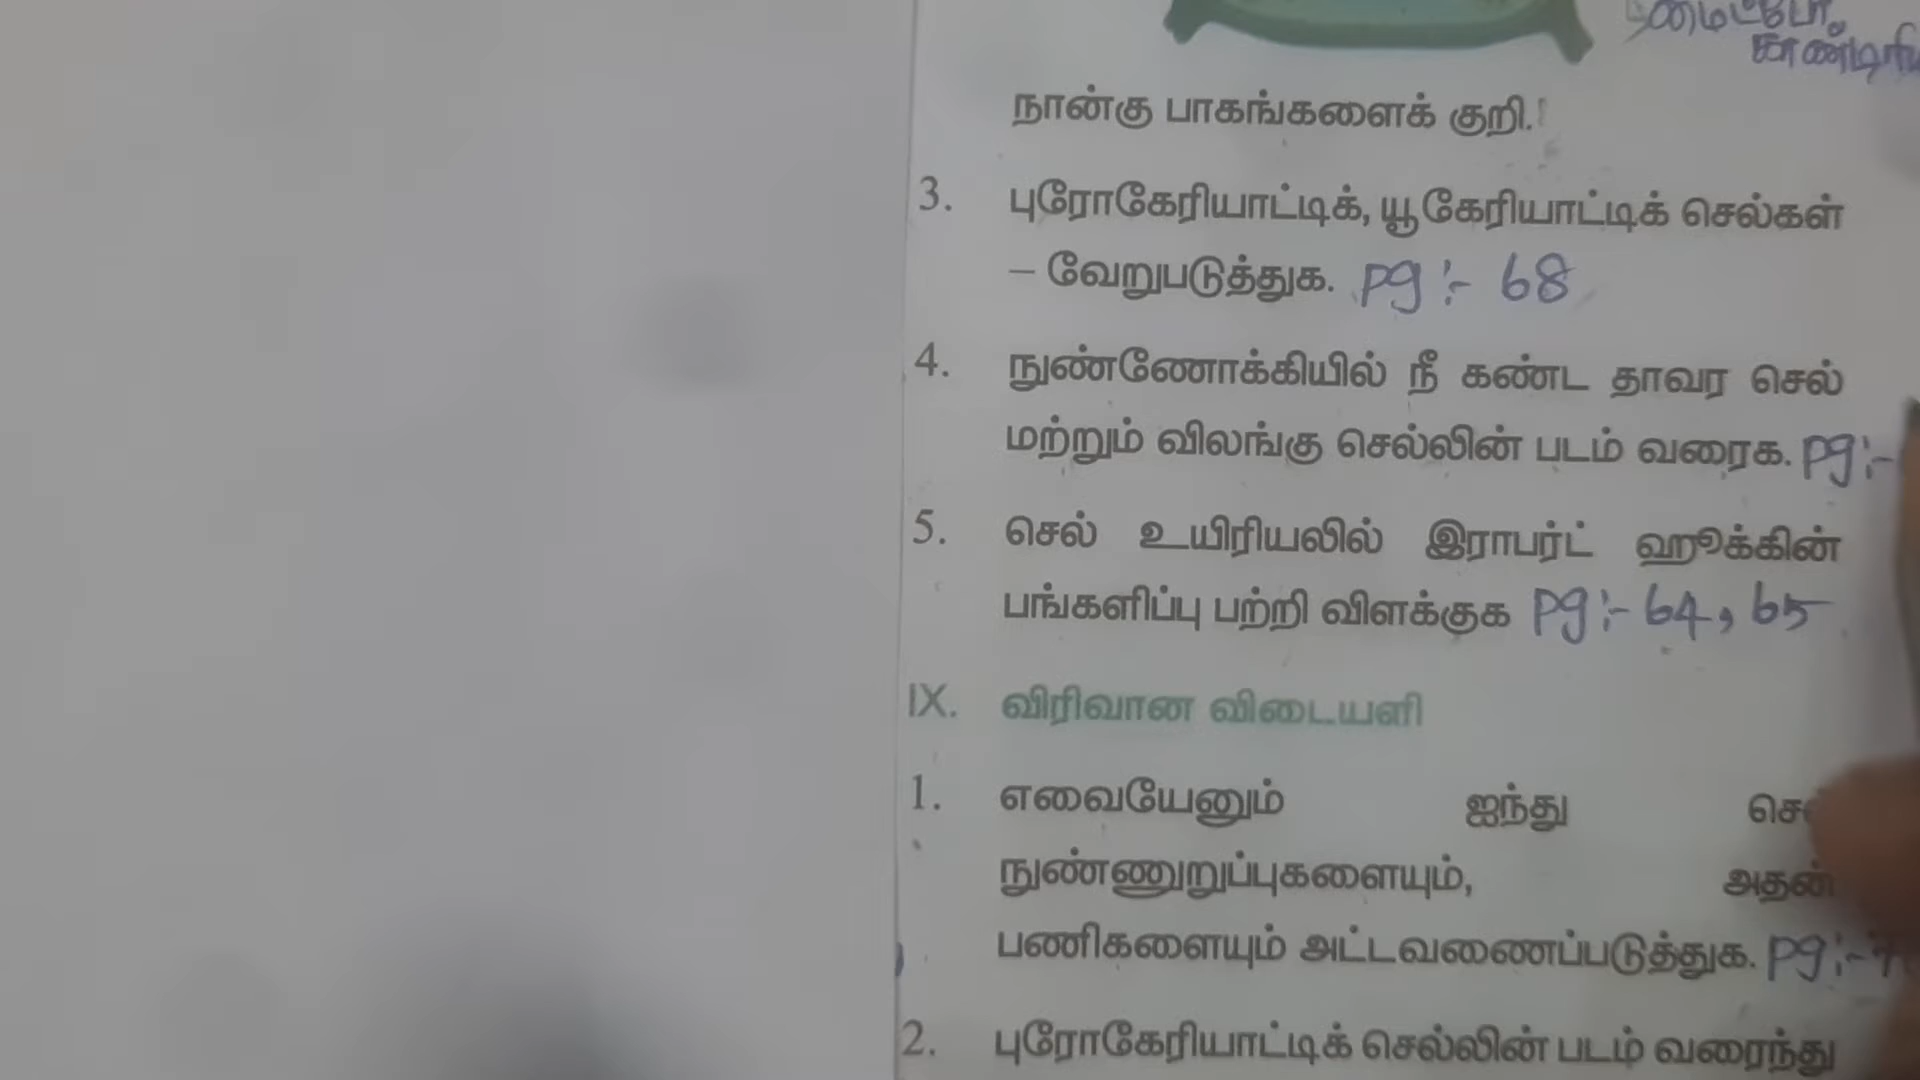 மைட்டோ
காண்டிரி
நான்கு பாகங்களைக் குறி.
3. புரோகேரியாட்டிக், யூகேரியாட்டிக் செல்கள்
– வேறுபடுத்துக. pg :- 68
4. நுண்ணோக்கியில் நீ கண்ட தாவர செல்
மற்றும் விலங்கு செல்லின் படம் வரைக. pg :-
5. செல் உயிரியலில் இராபர்ட் ஹூக்கின்
பங்களிப்பு பற்றி விளக்குக pg :- 64, 65
IX. விரிவான விடையளி
1. எவையேனும் ஐந்து
நுண்ணுறுப்புகளையும், அதன்
பணிகளையும் அட்டவணைப்படுத்துக. pg :- 7
2. புரோகேரியாட்டிக் செல்லின் படம் வரைந்து